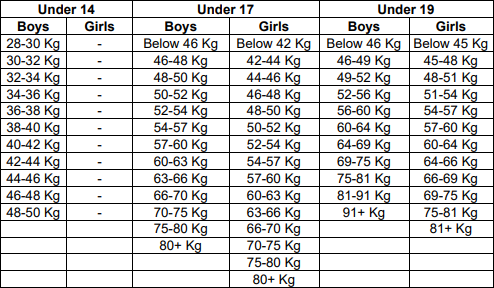 Under 14 Under 17 Under 19
Boys Girls Boys Girls Boys Girls
28-30 Kg - Below 46 Kg Below 42 Kg Below 46 Kg Below 45 Kg
30-32 Kg - 46-48 Kg 42-44 Kg 46-49 Kg 45-48 Kg
32-34 Kg - 48-50 Kg 44-46 Kg 49-52 Kg 48-51 Kg
34-36 Kg - 50-52 Kg 46-48 Kg 52-56 Kg 51-54 Kg
36-38 Kg - 52-54 Kg 48-50 Kg 56-60 Kg 54-57 Kg
38-40 Kg - 54-57 Kg 50-52 Kg 60-64 Kg 57-60 Kg
40-42 Kg - 57-60 Kg 52-54 Kg 64-69 Kg 60-64 Kg
42-44 Kg - 60-63 Kg 54-57 Kg 69-75 Kg 64-66 Kg
44-46 Kg - 63-66 Kg 57-60 Kg 75-81 Kg 66-69 Kg
46-48 Kg - 66-70 Kg 60-63 Kg 81-91 Kg 69-75 Kg
48-50 Kg - 70-75 Kg 63-66 Kg 91+ Kg 75-81 Kg
75-80 Kg 66-70 Kg 81+ Kg
80+ Kg 70-75 Kg
75-80 Kg
80+ Kg